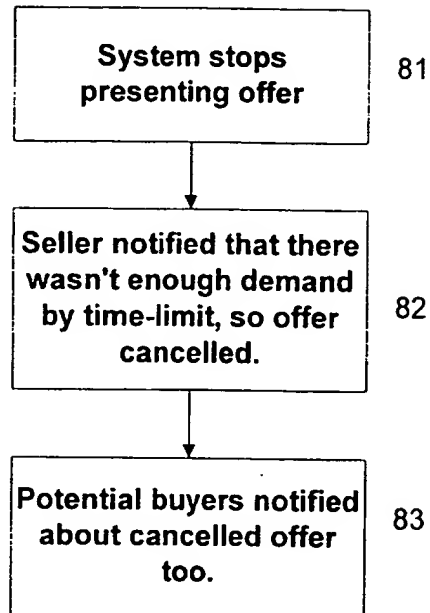 System stops
presenting offer
81
Seller notified that there
wasn't enough demand
by time-limit, so offer
cancelled.
82
Potential buyers notified
about cancelled offer
too.
83